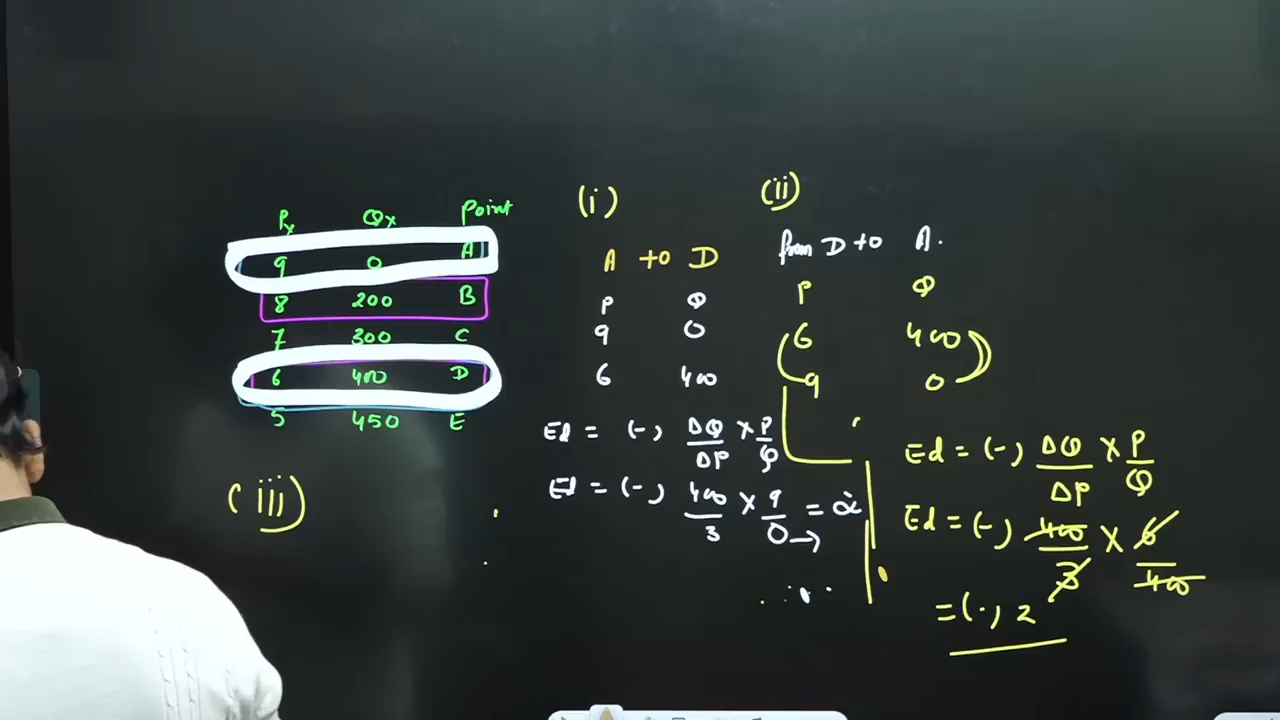 Px Qx Point
9 0 A
8 200 B
7 300 C
6 400 D
5 450 E
(iii)
(i)
A to D
P Q
9 0
6 400
Ed = (-) ΔQ/ΔP × P/Q
Ed = (-) 400/3 × 9/0 = α
(ii)
from D to A.
P Q
6 400
9 0
Ed = (-) ΔQ/ΔP × P/Q
Ed = (-) 400/3 × 6/400
= (-) 2